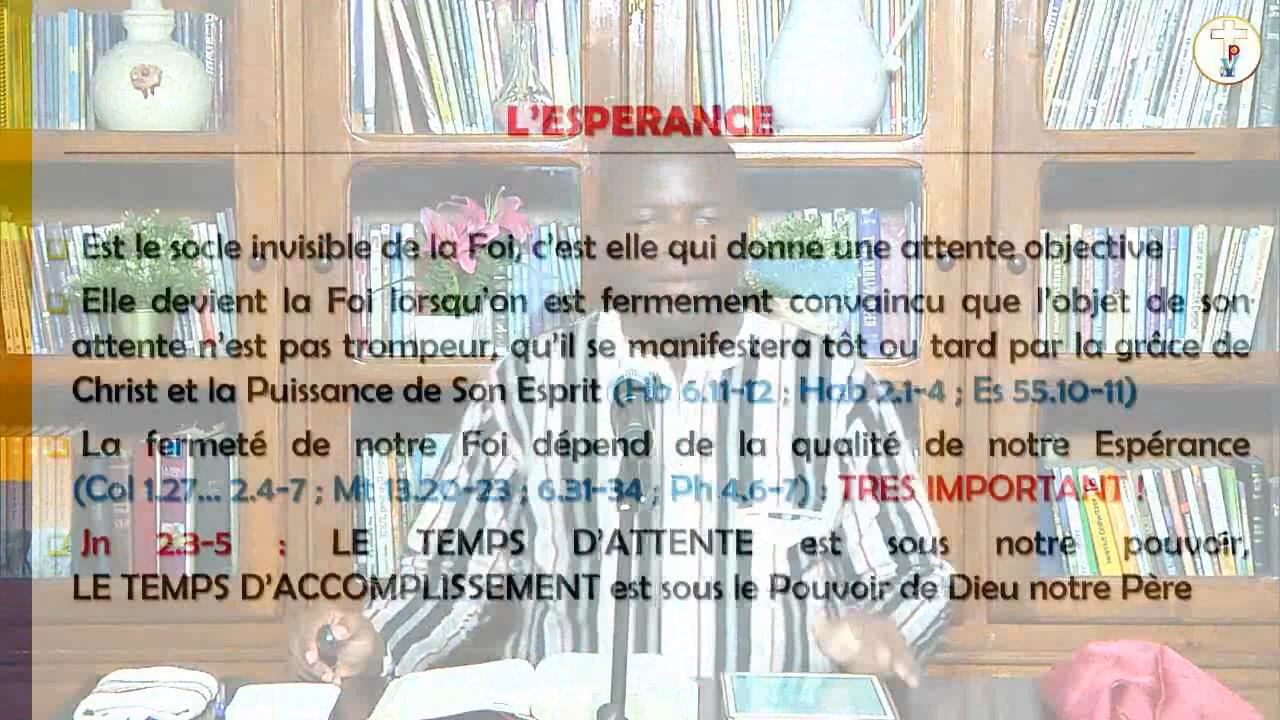 L'ESPERANCE
Est le socle invisible de la Foi, c'est elle qui donne une attente objective
Elle devient la Foi lorsqu'on est fermement convaincu que l'objet de son
attente n'est pas trompeur, qu'il se manifestera tôt ou tard par la grâce de
Christ et la Puissance de Son Esprit (Hb 6.11-12 ; Hab 2.1-4 ; Es 55.10-11)
La fermeté de notre Foi dépend de la qualité de notre Espérance
(Col 1.27... 2.4-7 ; Mt 13.20-23 ; 6.31-34 ; Ph 4.6-7) : TRES IMPORTANT !
Jn 2.3-5 : LE TEMPS D'ATTENTE est sous notre pouvoir,
LE TEMPS D'ACCOMPLISSEMENT est sous le Pouvoir de Dieu notre Père